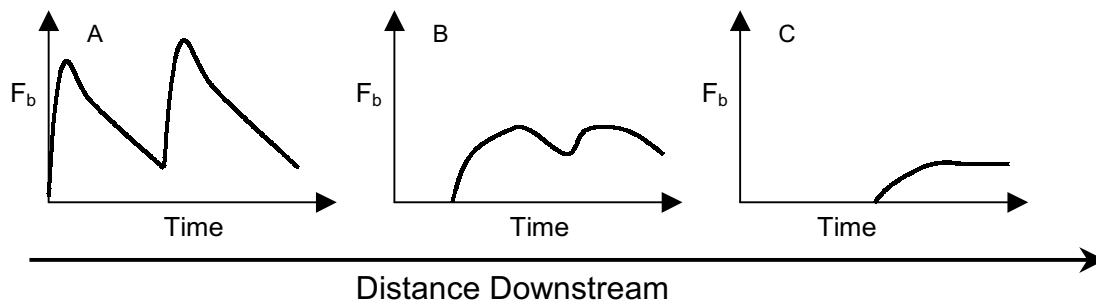 A B C
F_b F_b F_b
Time Time Time
Distance Downstream